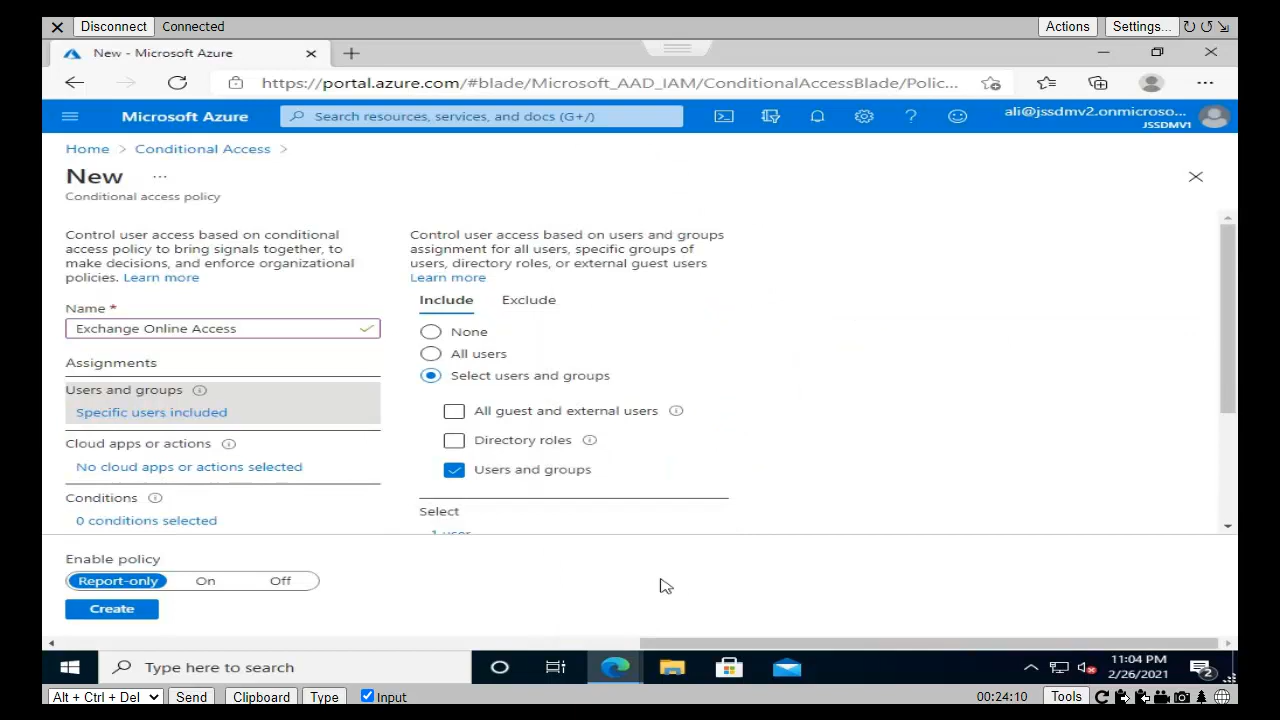 Disconnect Connected Actions Settings...
New - Microsoft Azure
https://portal.azure.com/#blade/Microsoft_AAD_IAM/ConditionalAccessBlade/Polic...
Microsoft Azure
Search resources, services, and docs (G+/)
ali@jssdmv2.onmicroso...
JSSDMV1
Home > Conditional Access >
New ...
Conditional access policy
Control user access based on conditional
access policy to bring signals together, to
make decisions, and enforce organizational
policies. Learn more
Name *
Exchange Online Access
Assignments
Users and groups
Specific users included
Cloud apps or actions
No cloud apps or actions selected
Conditions
0 conditions selected
Control user access based on users and groups
assignment for all users, specific groups of
users, directory roles, or external guest users
Learn more
Include Exclude
None
All users
Select users and groups
All guest and external users
Directory roles
Users and groups
Select
1 user
Enable policy
Report-only On Off
Create
Type here to search
11:04 PM
2/26/2021
2
Alt + Ctrl + Del Send Clipboard Type Input 00:24:10 Tools